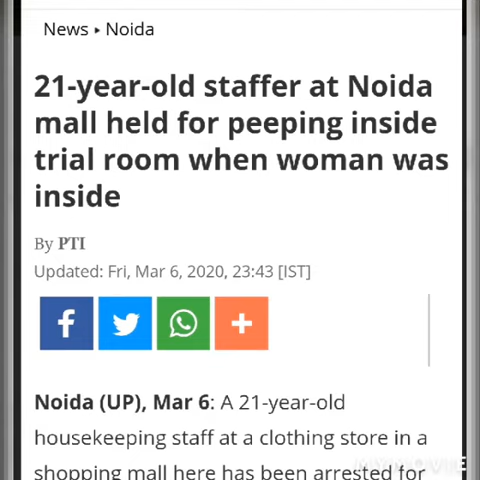 News ▸ Noida
21-year-old staffer at Noida
mall held for peeping inside
trial room when woman was
inside
By PTI
Updated: Fri, Mar 6, 2020, 23:43 [IST]
Noida (UP), Mar 6: A 21-year-old
housekeeping staff at a clothing store in a
shopping mall here has been arrested for